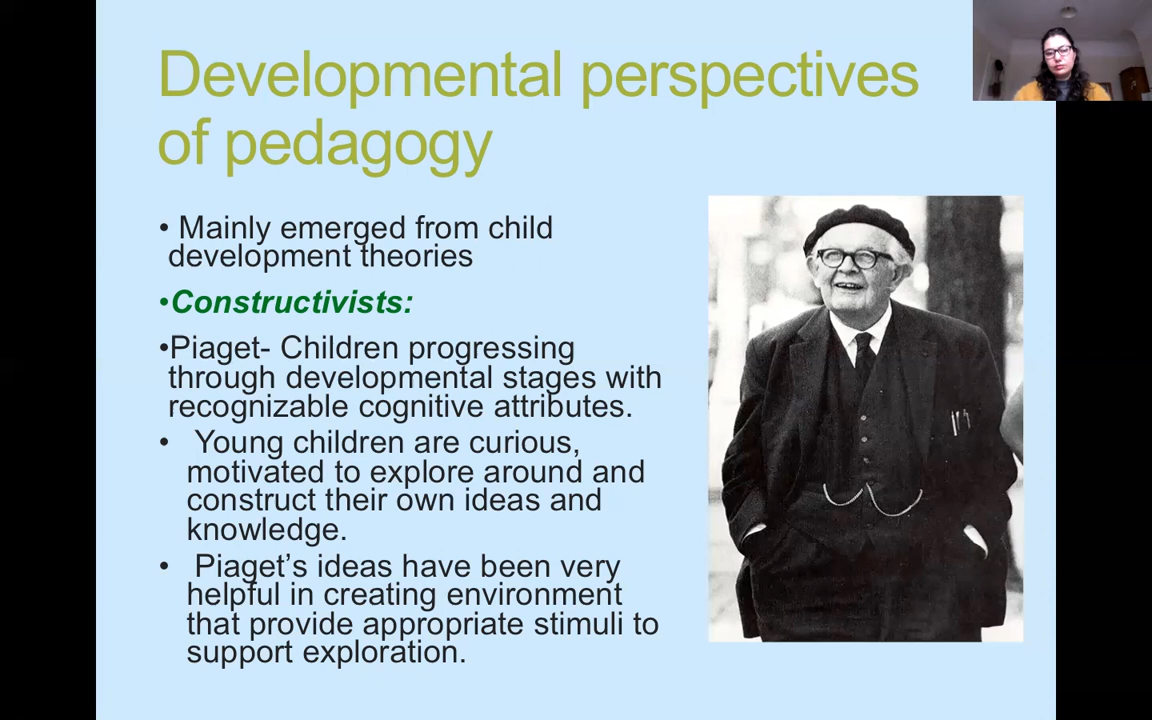 Developmental perspectives
of pedagogy
• Mainly emerged from child
development theories
•Constructivists:
•Piaget- Children progressing
through developmental stages with
recognizable cognitive attributes.
• Young children are curious,
motivated to explore around and
construct their own ideas and
knowledge.
• Piaget’s ideas have been very
helpful in creating environment
that provide appropriate stimuli to
support exploration.